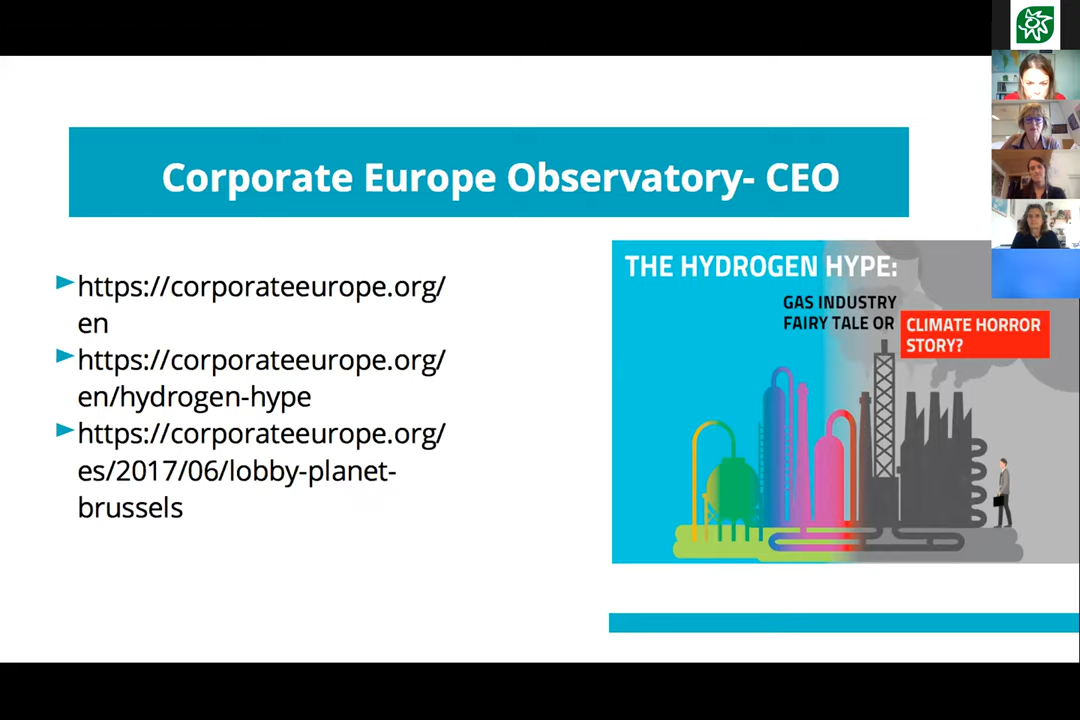 Corporate Europe Observatory- CEO
https://corporateeurope.org/
en
https://corporateeurope.org/
en/hydrogen-hype
https://corporateeurope.org/
es/2017/06/lobby-planet-
brussels
THE HYDROGEN HYPE:
GAS INDUSTRY
FAIRY TALE OR
CLIMATE HORROR
STORY?